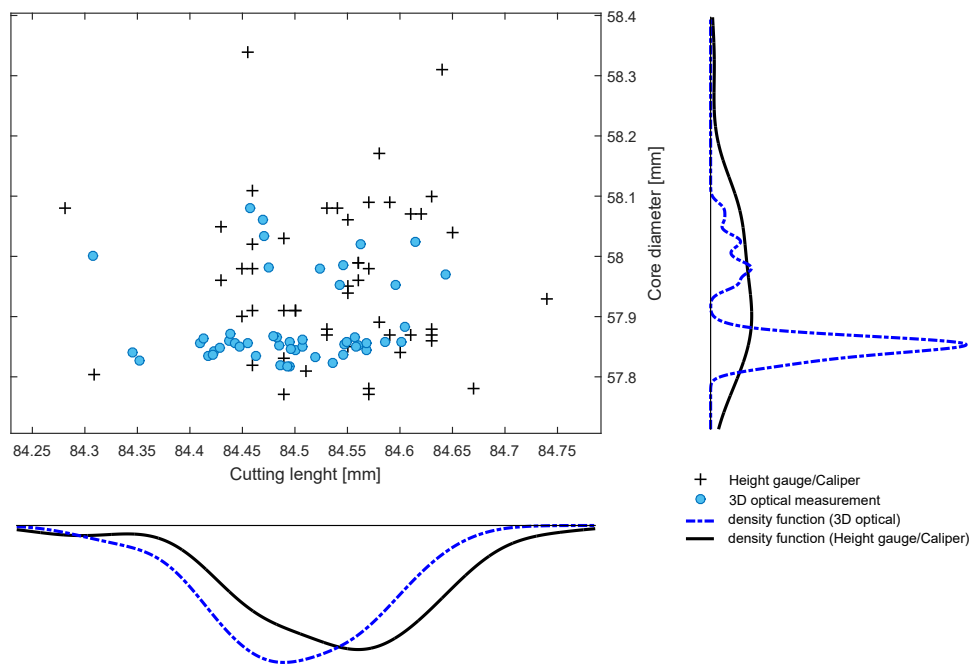 58.4
58.3
58.2
58.1
58
57.9
57.8
Core diameter [mm]
84.25 84.3 84.35 84.4 84.45 84.5 84.55 84.6 84.65 84.7 84.75
Cutting lenght [mm]
Height gauge/Caliper
3D optical measurement
density function (3D optical)
density function (Height gauge/Caliper)